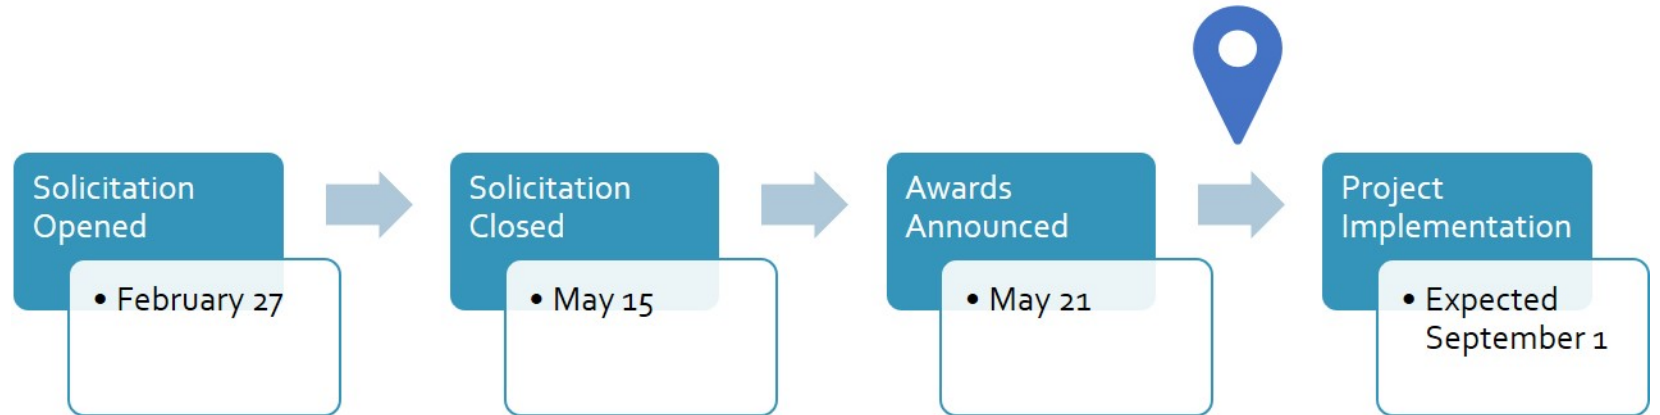 Solicitation
Opened
• February 27
Solicitation
Closed
• May 15
Awards
Announced
• May 21
Project
Implementation
• Expected
September 1